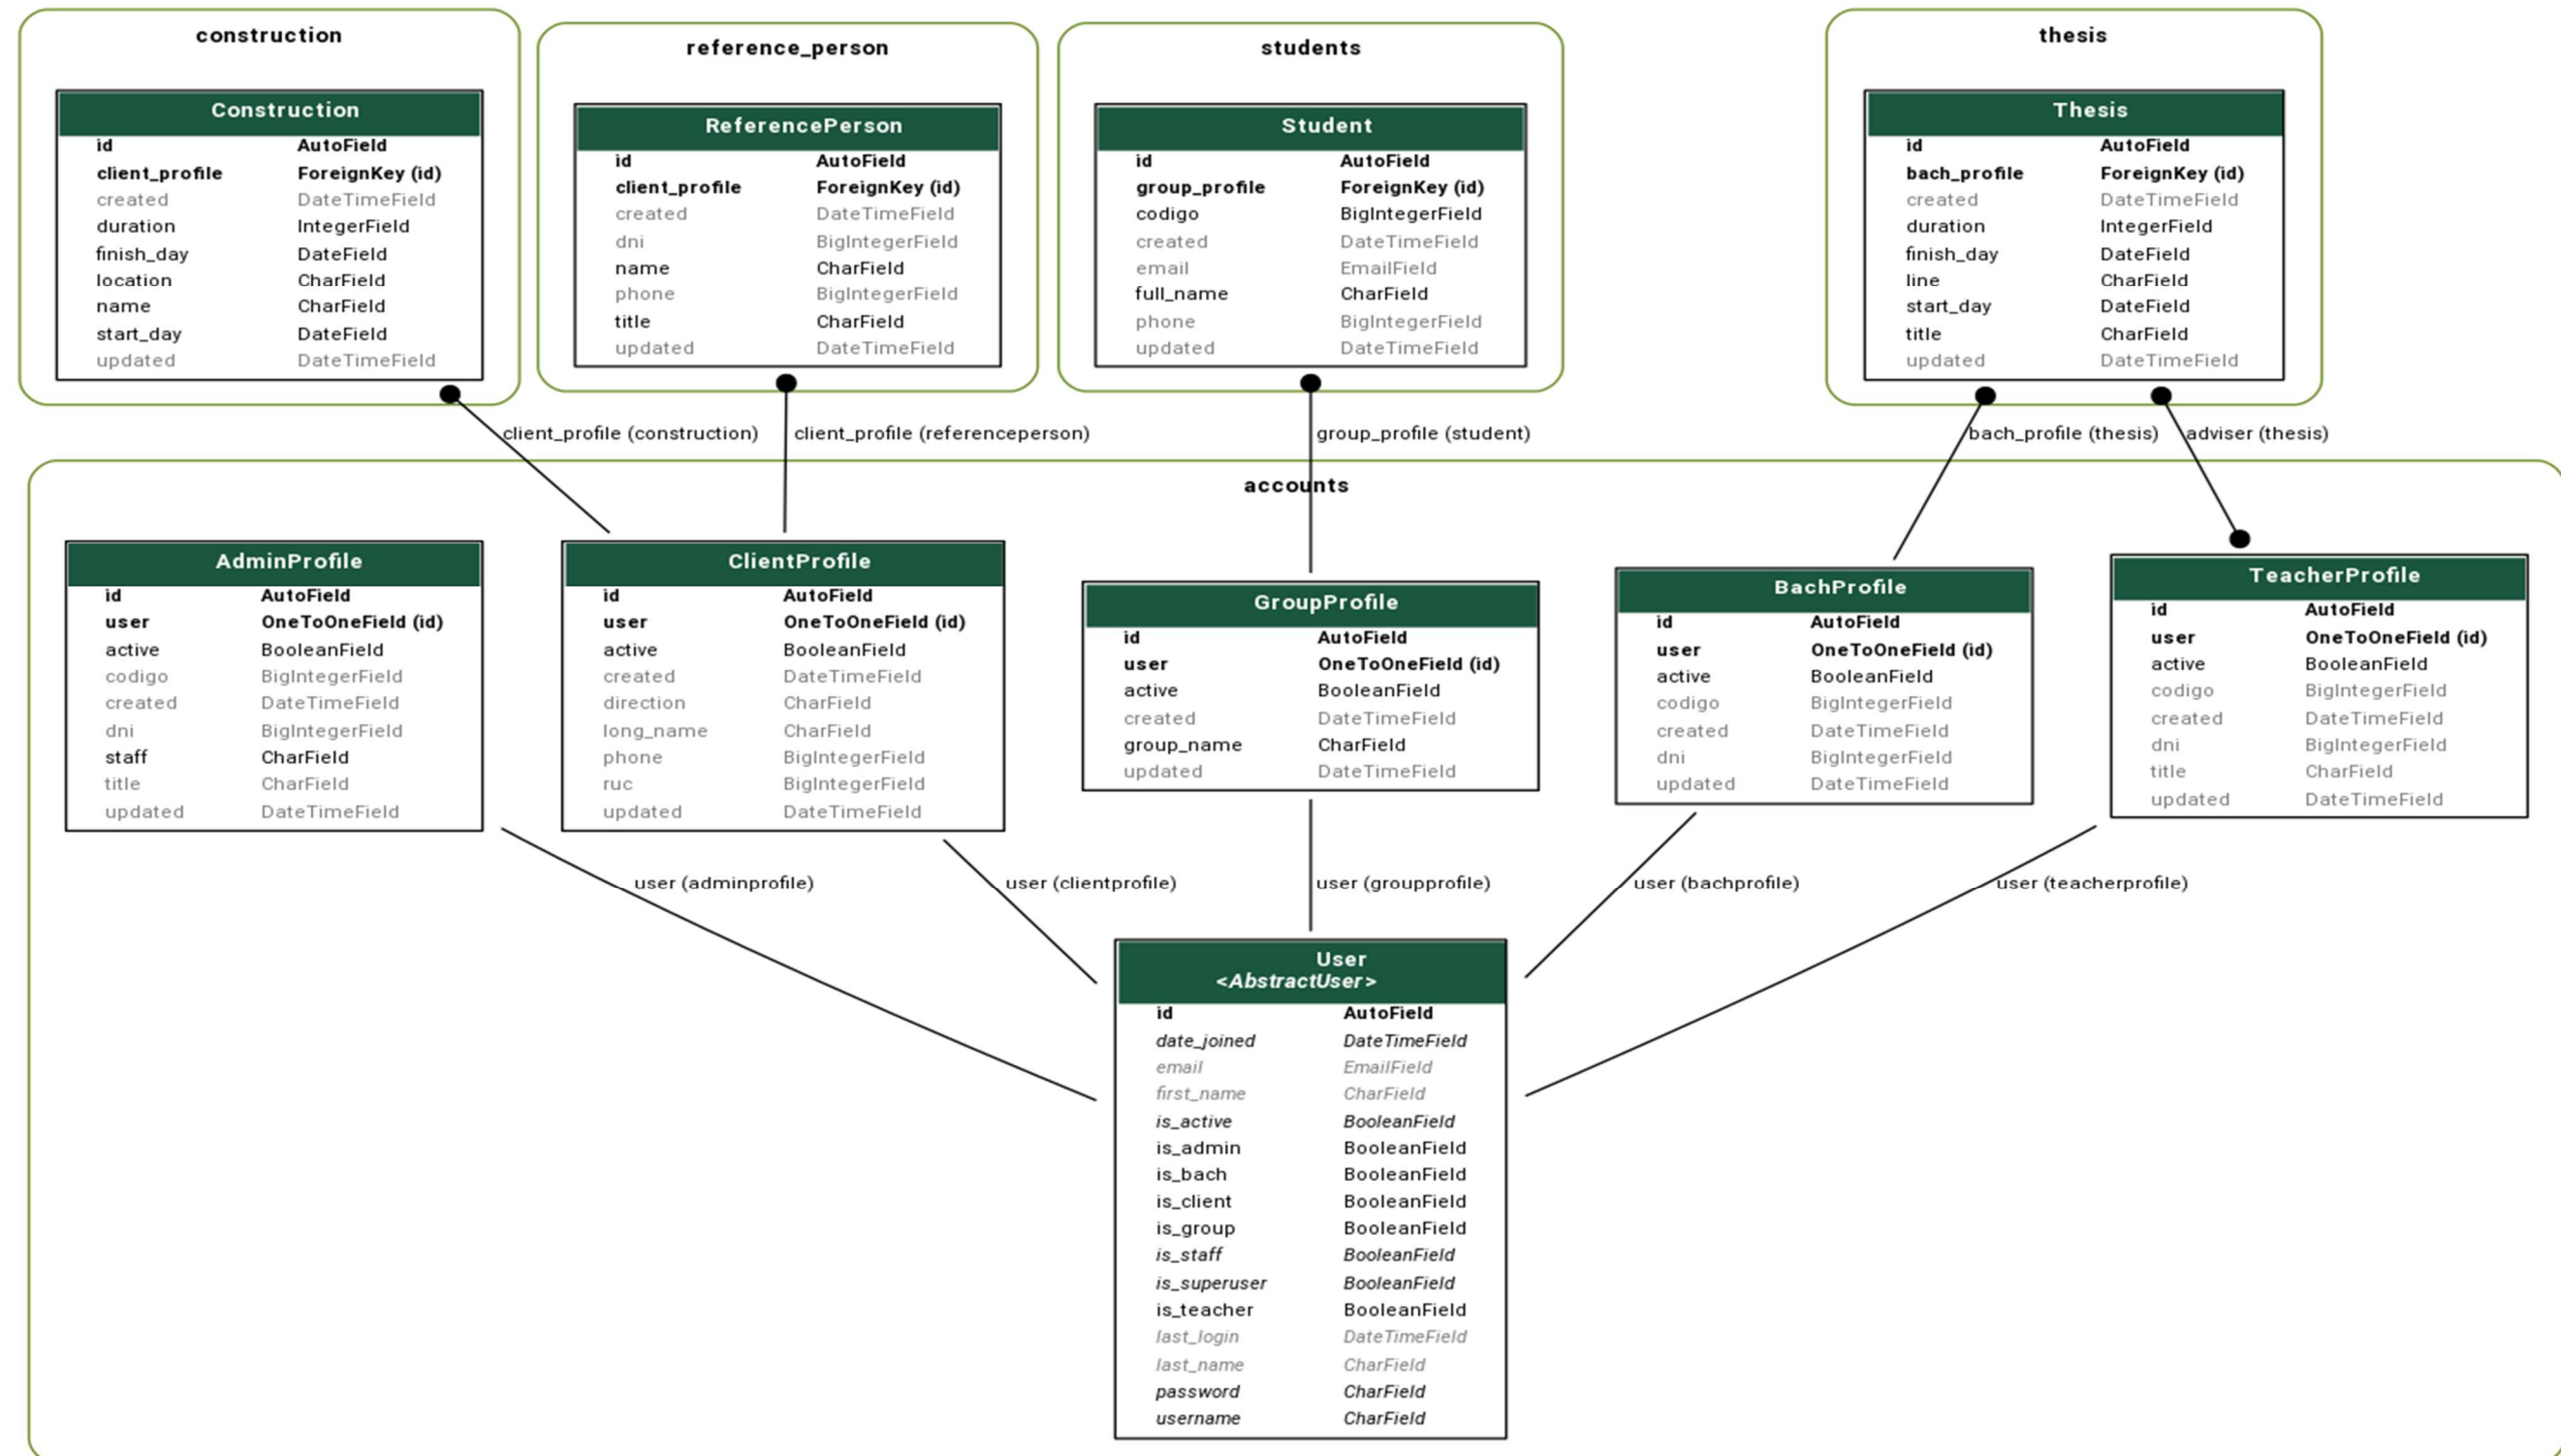 construction
Construction
id AutoField
client_profile ForeignKey (id)
created DateTimeField
duration IntegerField
finish_day DateField
location CharField
name CharField
start_day DateField
updated DateTimeField
reference_person
ReferencePerson
id AutoField
client_profile ForeignKey (id)
created DateTimeField
dni BigIntegerField
name CharField
phone BigIntegerField
title CharField
updated DateTimeField
students
Student
id AutoField
group_profile ForeignKey (id)
codigo BigIntegerField
created DateTimeField
email EmailField
full_name CharField
phone BigIntegerField
updated DateTimeField
thesis
Thesis
id AutoField
bach_profile ForeignKey (id)
created DateTimeField
duration IntegerField
finish_day DateField
line CharField
start_day DateField
title CharField
updated DateTimeField
client_profile (construction)
client_profile (referenceperson)
group_profile (student)
bach_profile (thesis)
adviser (thesis)
accounts
AdminProfile
id AutoField
user OneToOneField (id)
active BooleanField
codigo BigIntegerField
created DateTimeField
dni BigIntegerField
staff CharField
title CharField
updated DateTimeField
ClientProfile
id AutoField
user OneToOneField (id)
active BooleanField
created DateTimeField
direction CharField
long_name CharField
phone BigIntegerField
ruc BigIntegerField
updated DateTimeField
GroupProfile
id AutoField
user OneToOneField (id)
active BooleanField
created DateTimeField
group_name CharField
updated DateTimeField
BachProfile
id AutoField
user OneToOneField (id)
active BooleanField
codigo BigIntegerField
created DateTimeField
dni BigIntegerField
updated DateTimeField
TeacherProfile
id AutoField
user OneToOneField (id)
active BooleanField
codigo BigIntegerField
created DateTimeField
dni BigIntegerField
title CharField
updated DateTimeField
user (adminprofile)
user (clientprofile)
user (groupprofile)
user (bachprofile)
user (teacherprofile)
User
<AbstractUser>
id AutoField
date_joined DateTimeField
email EmailField
first_name CharField
is_active BooleanField
is_admin BooleanField
is_bach BooleanField
is_client BooleanField
is_group BooleanField
is_staff BooleanField
is_superuser BooleanField
is_teacher BooleanField
last_login DateTimeField
last_name CharField
password CharField
username CharField